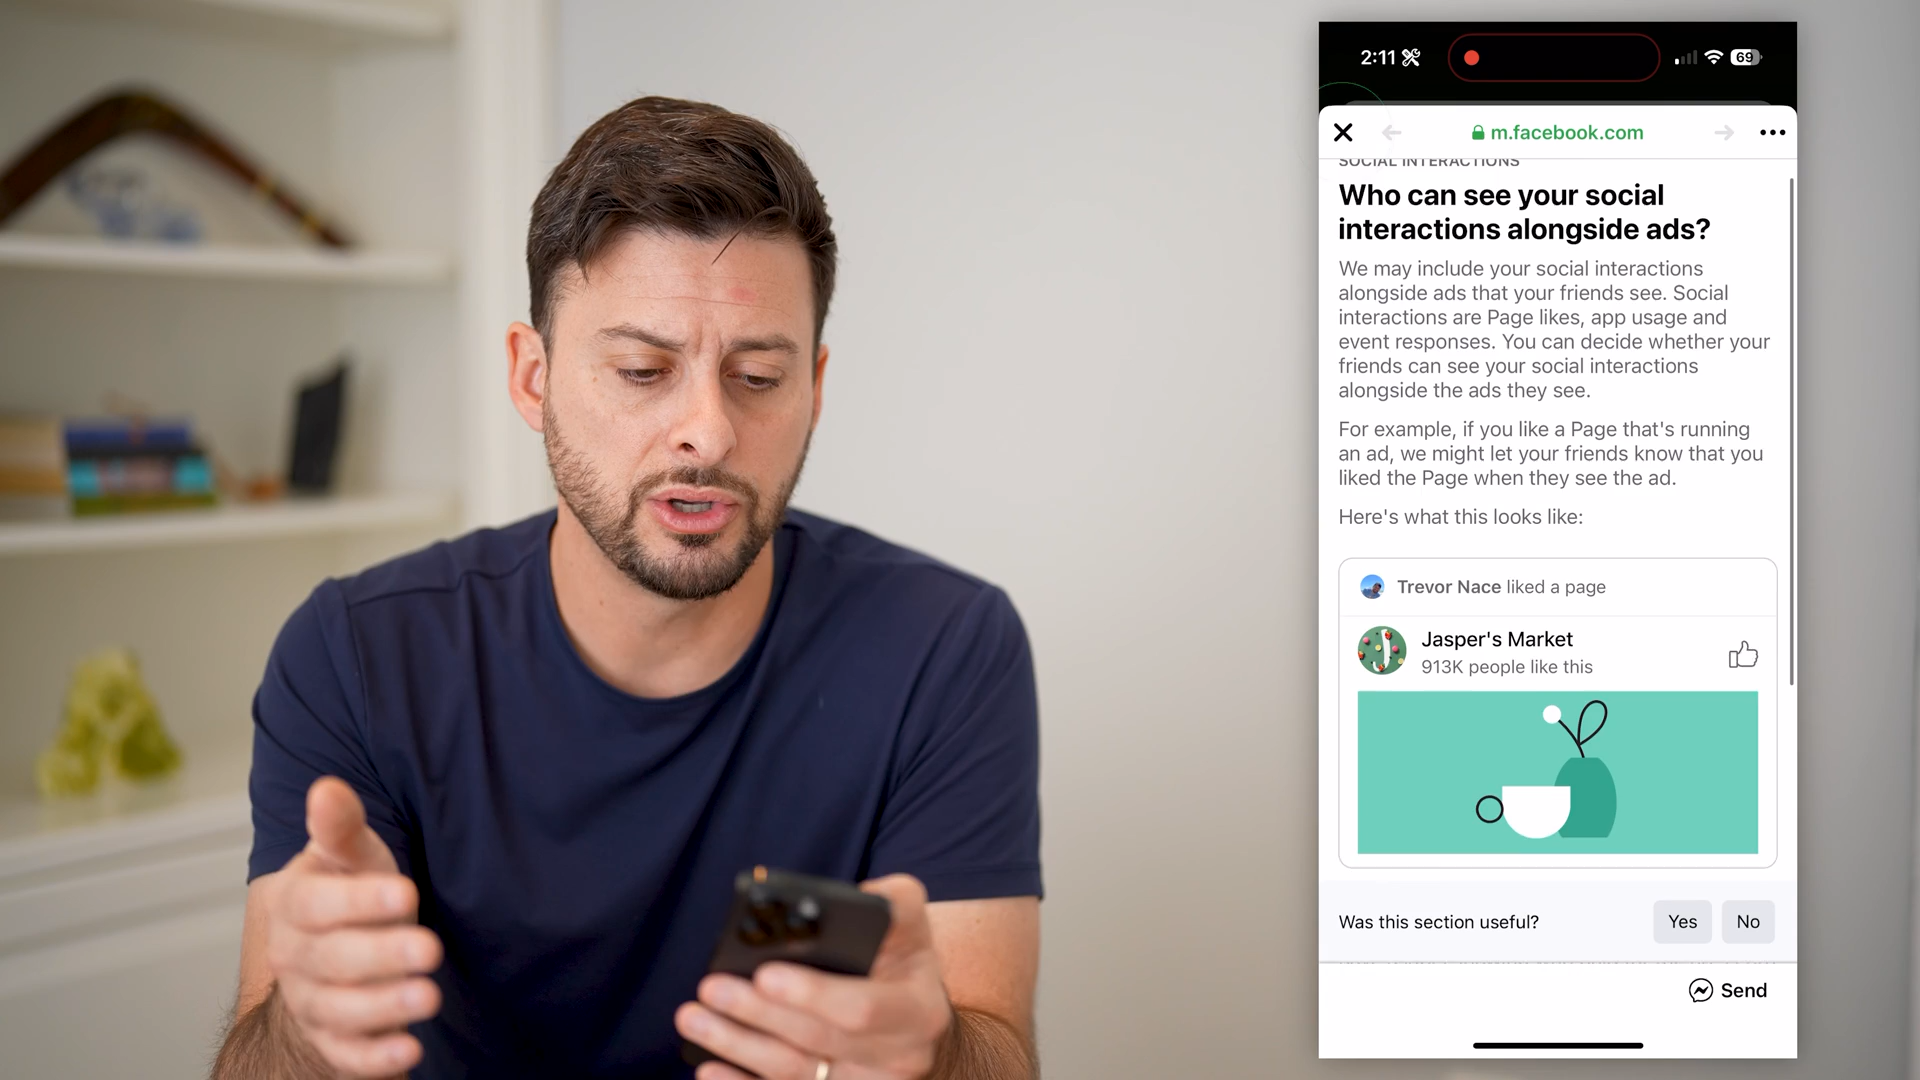 2:11
69
m.facebook.com
SOCIAL INTERACTIONS
Who can see your social
interactions alongside ads?
We may include your social interactions
alongside ads that your friends see. Social
interactions are Page likes, app usage and
event responses. You can decide whether your
friends can see your social interactions
alongside the ads they see.
For example, if you like a Page that's running
an ad, we might let your friends know that you
liked the Page when they see the ad.
Here's what this looks like:
Trevor Nace liked a page
Jasper's Market
913K people like this
Was this section useful?
Yes
No
Send